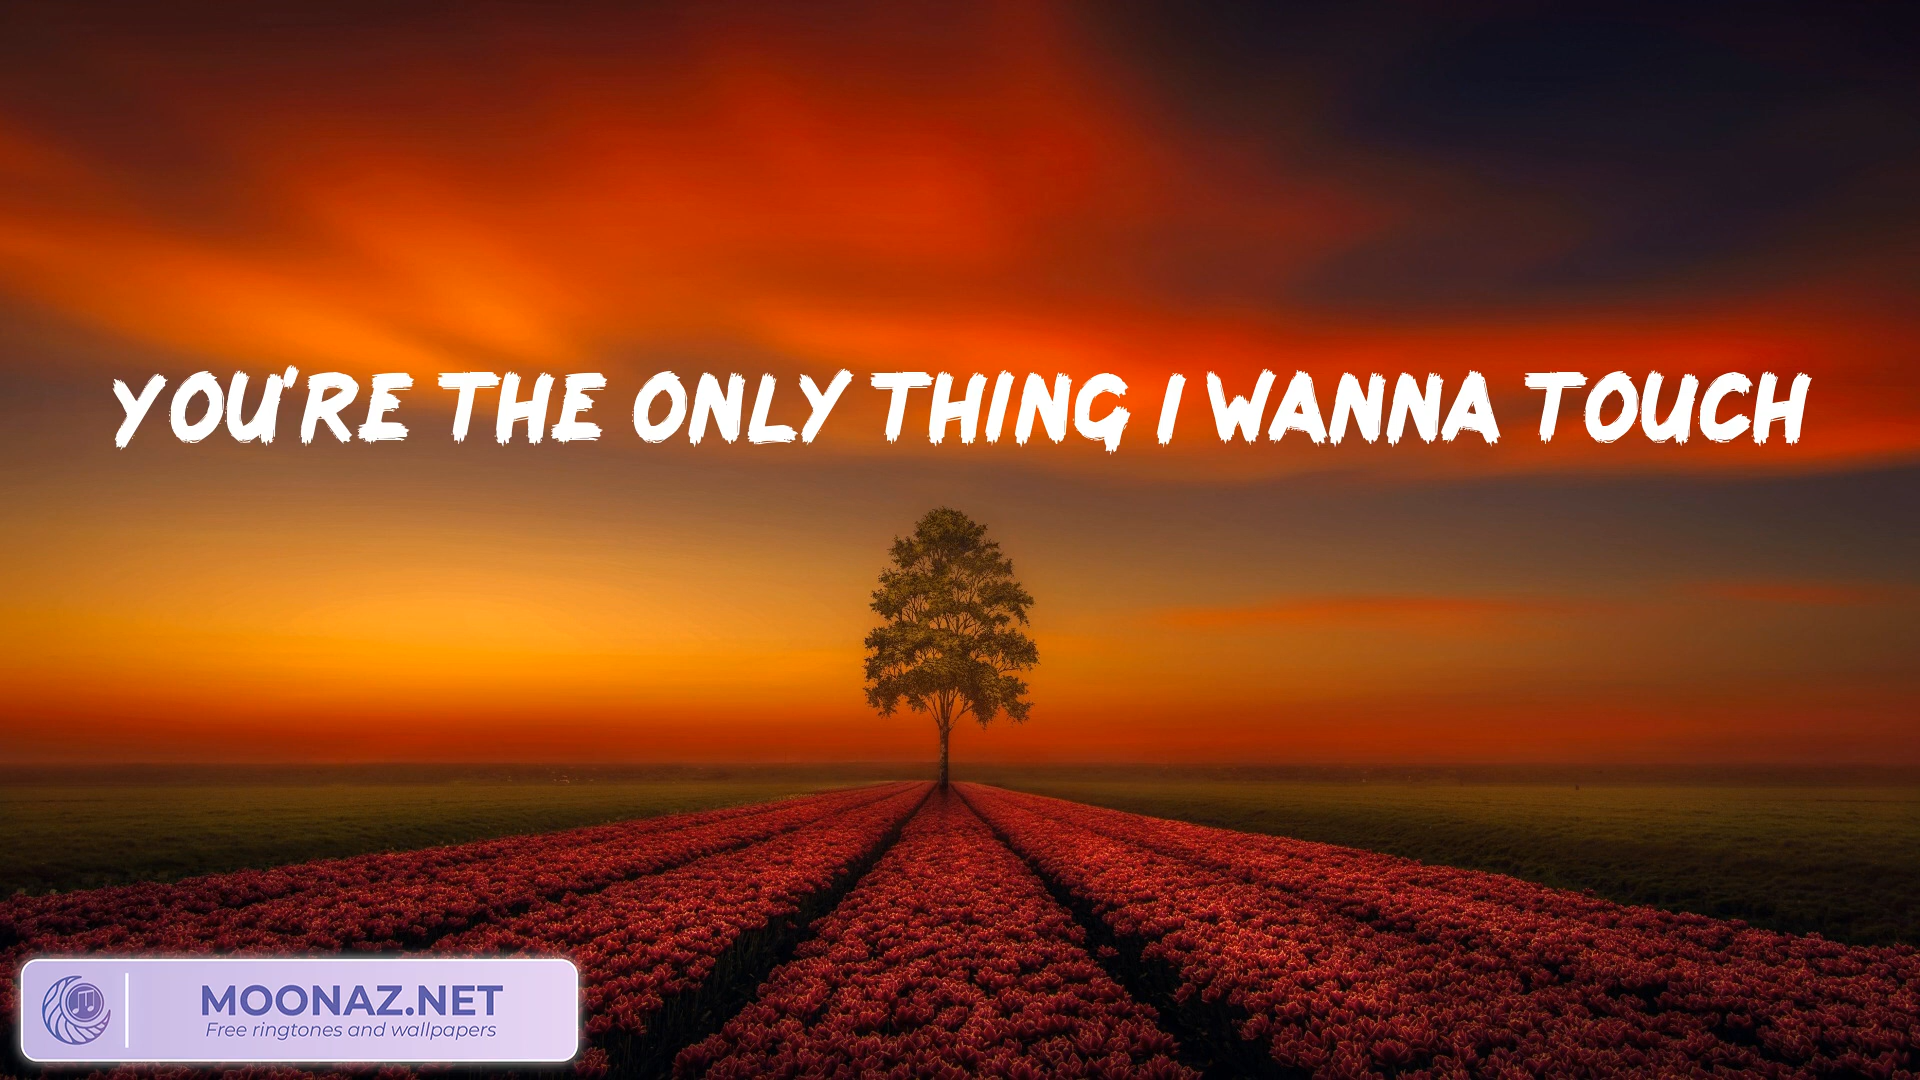 YOU'RE THE ONLY THING I WANNA TOUCH
MOONAZ.NET
Free ringtones and wallpapers